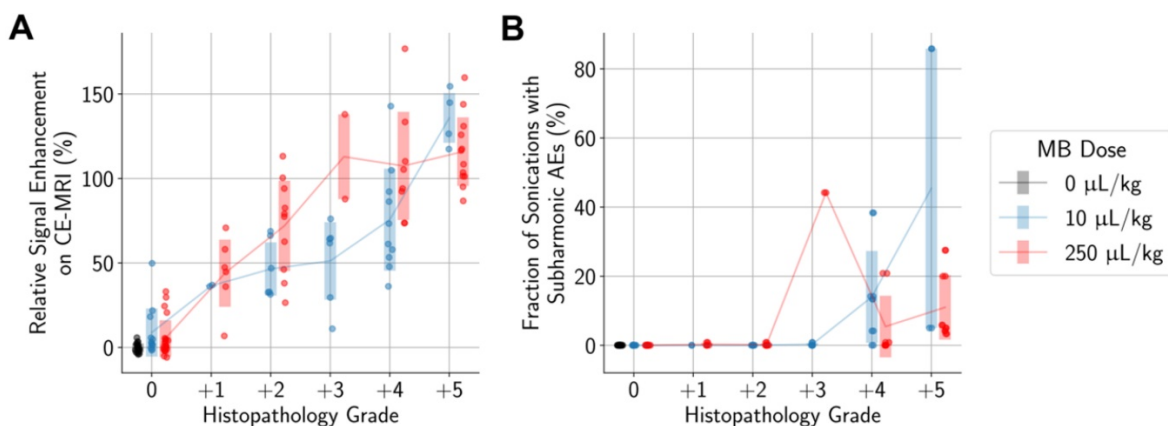 A
Relative Signal Enhancement
on CE-MRI (%)
150
100
50
0
0 +1 +2 +3 +4 +5
Histopathology Grade
B
Fraction of Sonications with
Subharmonic AEs (%)
80
60
40
20
0
0 +1 +2 +3 +4 +5
Histopathology Grade
MB Dose
0 μL/kg
10 μL/kg
250 μL/kg